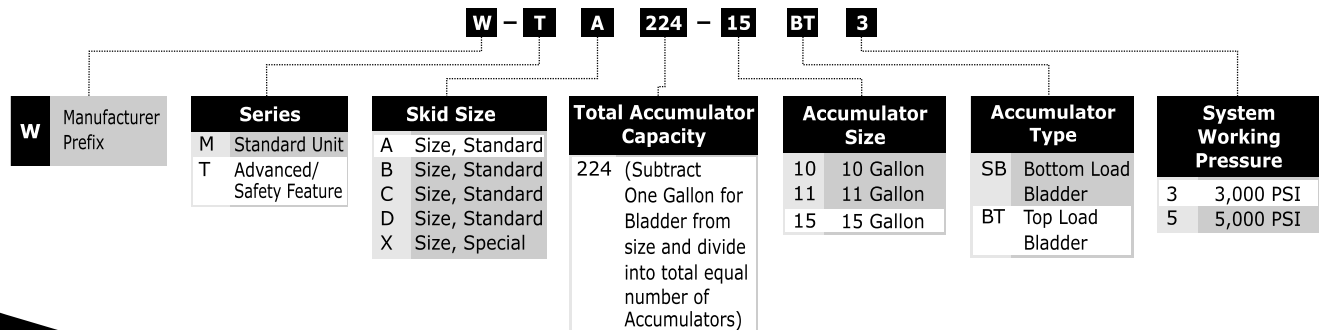 W – T A 224 – 15 BT 3
W Manufacturer
Prefix
Series
M Standard Unit
T Advanced/
Safety Feature
Skid Size
A Size, Standard
B Size, Standard
C Size, Standard
D Size, Standard
X Size, Special
Total Accumulator
Capacity
224 (Subtract
One Gallon for
Bladder from
size and divide
into total equal
number of
Accumulators)
Accumulator
Size
10 10 Gallon
11 11 Gallon
15 15 Gallon
Accumulator
Type
SB Bottom Load
Bladder
BT Top Load
Bladder
System
Working
Pressure
3 3,000 PSI
5 5,000 PSI